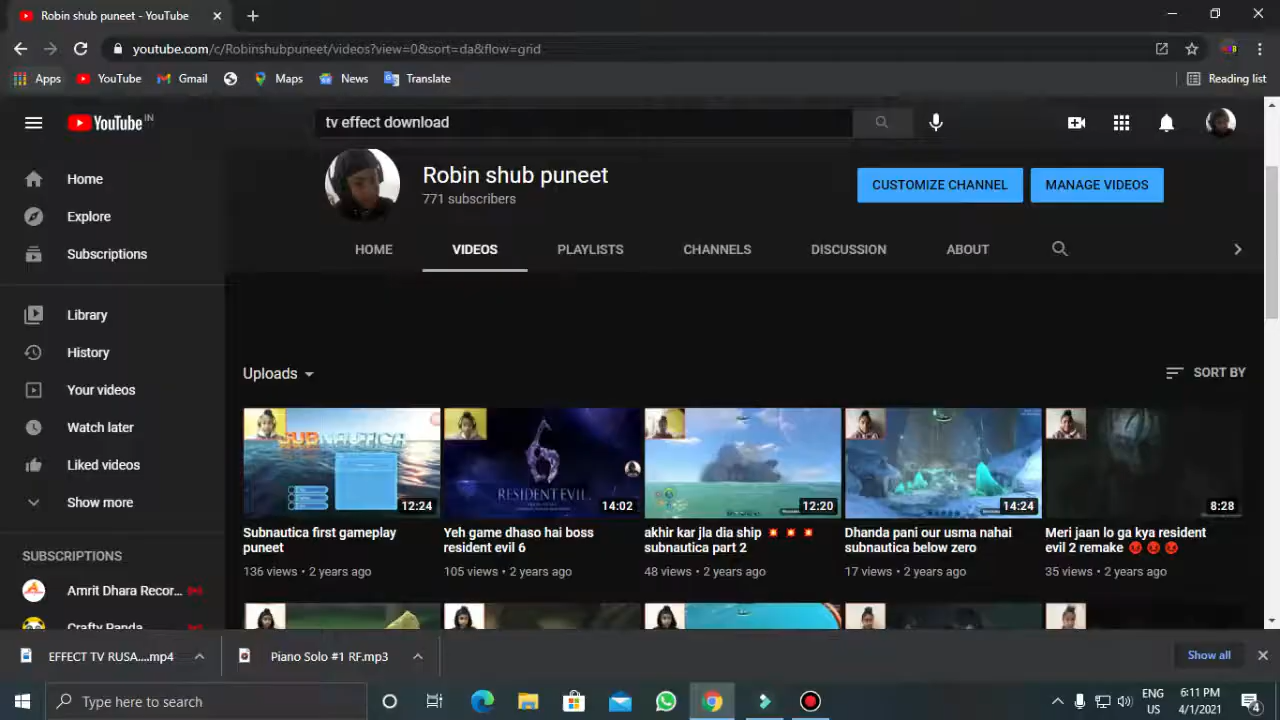 Robin shub puneet - YouTube
youtube.com/c/Robinshubpuneet/videos?view=0&sort=da&flow=grid
Apps YouTube Gmail Maps News Translate Reading list
YouTube IN
tv effect download
Home
Explore
Subscriptions
Library
History
Your videos
Watch later
Liked videos
Show more
SUBSCRIPTIONS
Amrit Dhara Recor...
Crafty Panda
Robin shub puneet
771 subscribers
CUSTOMIZE CHANNEL MANAGE VIDEOS
HOME VIDEOS PLAYLISTS CHANNELS DISCUSSION ABOUT
Uploads SORT BY
SUBNAUTICA
12:24
Subnautica first gameplay
puneet
136 views • 2 years ago
RESIDENT EVIL
14:02
Yeh game dhaso hai boss
resident evil 6
105 views • 2 years ago
12:20
akhir kar jla dia ship 💥 💥 💥
subnautica part 2
48 views • 2 years ago
14:24
Dhanda pani our usma nahai
subnautica below zero
17 views • 2 years ago
8:28
Meri jaan lo ga kya resident
evil 2 remake 😡 😡 😡
35 views • 2 years ago
EFFECT TV RUSA....mp4 Piano Solo #1 RF.mp3 Show all
Type here to search
ENG
US
6:11 PM
4/1/2021
4